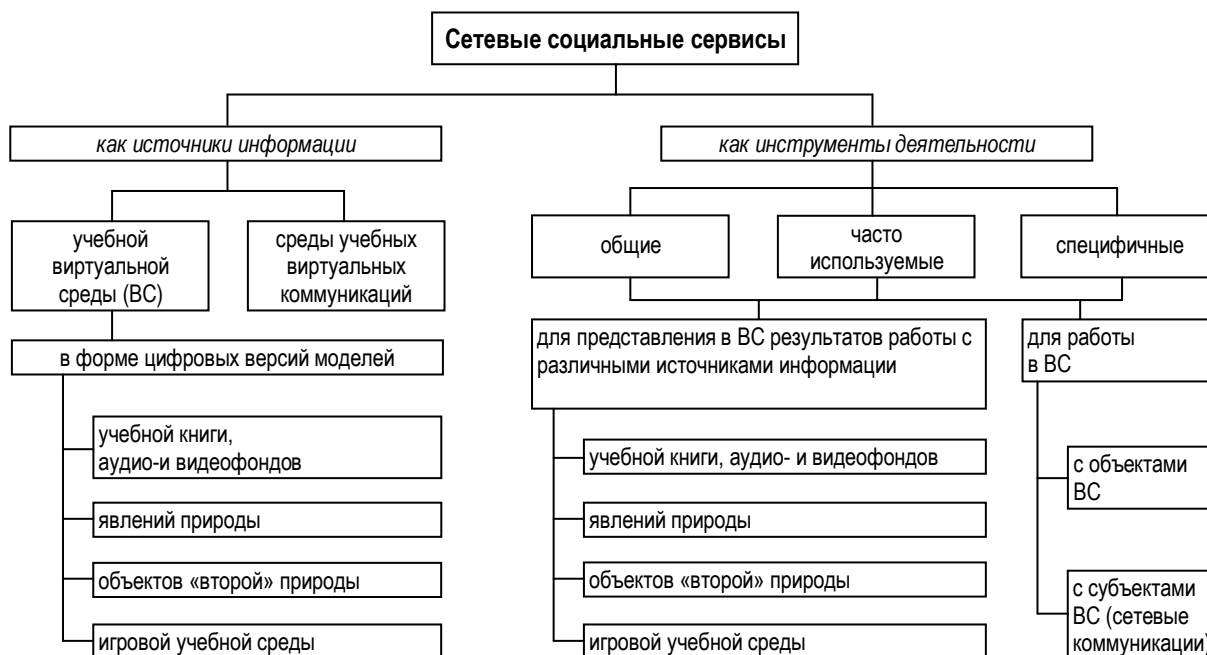 Сетевые социальные сервисы
как источники информации
как инструменты деятельности
учебной
виртуальной
среды (ВС)
среды учебных
виртуальных
коммуникаций
общие
часто
используемые
специфичные
в форме цифровых версий моделей
для представления в ВС результатов работы с
различными источниками информации
для работы
в ВС
учебной книги,
аудио-и видеофондов
явлений природы
объектов «второй» природы
игровой учебной среды
учебной книги, аудио- и видеофондов
явлений природы
объектов «второй» природы
игровой учебной среды
с объектами
ВС
с субъектами
ВС (сетевые
коммуникации)